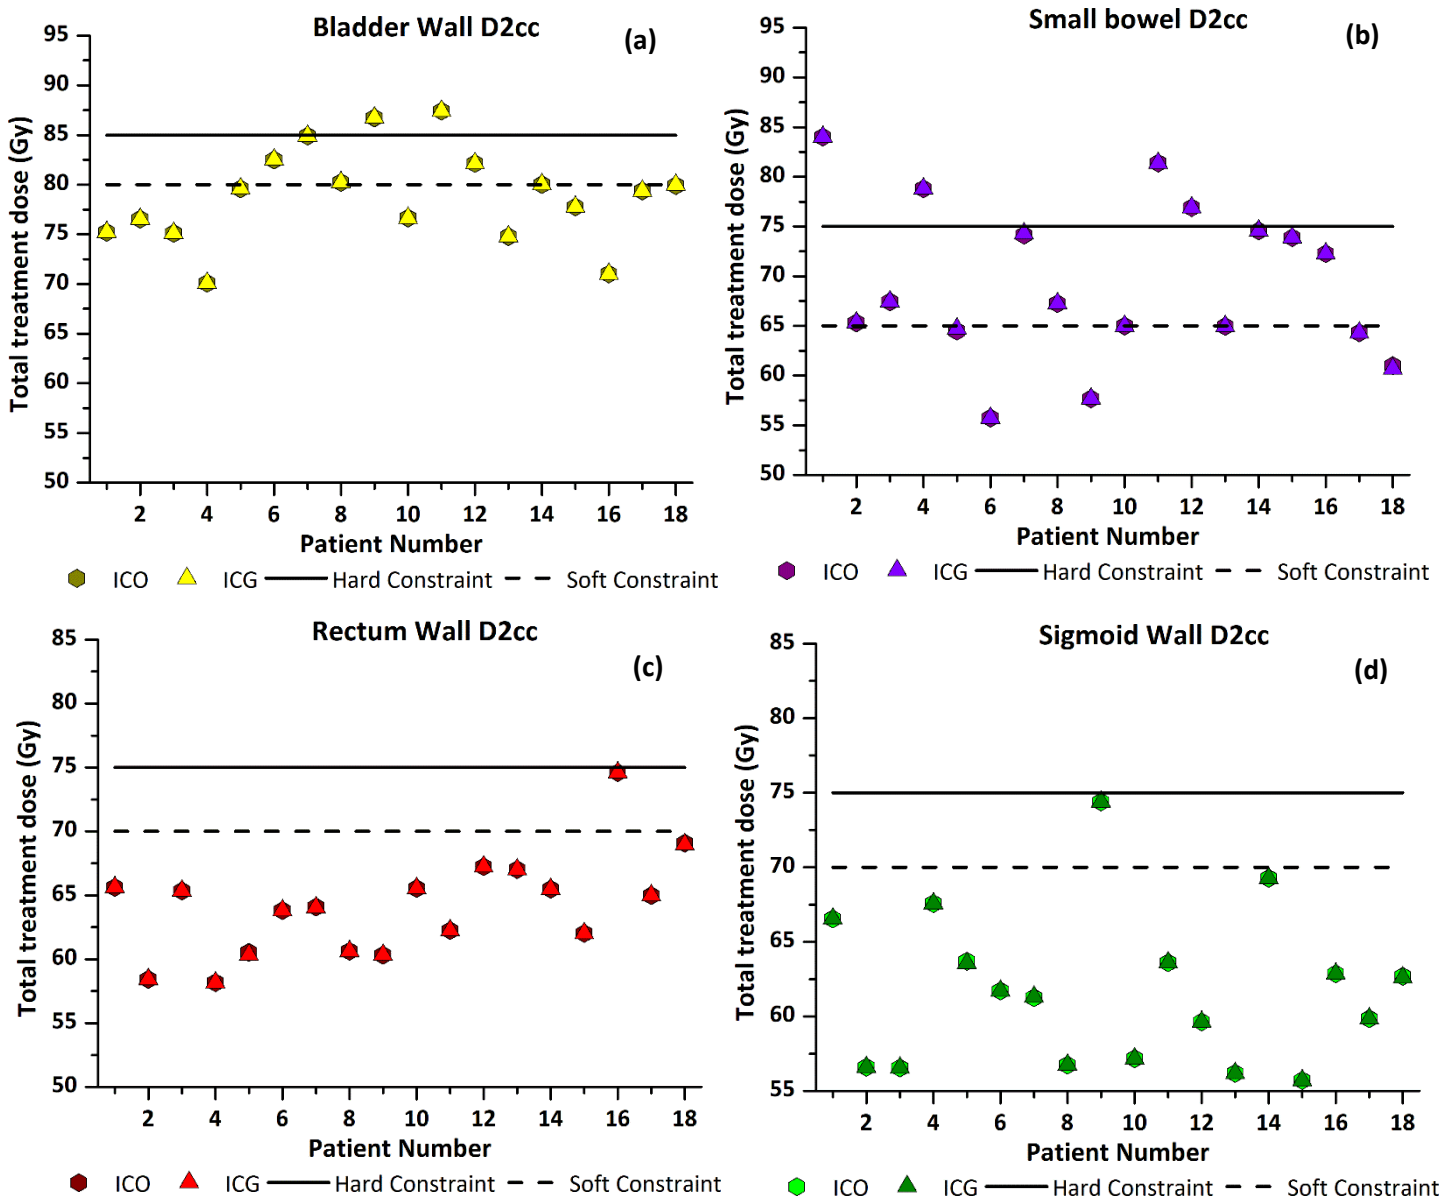 Bladder Wall D2cc
(a)
95
90
85
80
75
70
65
60
55
50
Total treatment dose (Gy)
2 4 6 8 10 12 14 16 18
Patient Number
ICO ICG Hard Constraint Soft Constraint
Small bowel D2cc
(b)
95
90
85
80
75
70
65
60
55
50
Total treatment dose (Gy)
2 4 6 8 10 12 14 16 18
Patient Number
ICO ICG Hard Constraint Soft Constraint
Rectum Wall D2cc
(c)
85
80
75
70
65
60
55
50
Total treatment dose (Gy)
2 4 6 8 10 12 14 16 18
Patient Number
ICO ICG Hard Constraint Soft Constraint
Sigmoid Wall D2cc
(d)
85
80
75
70
65
60
55
Total treatment dose (Gy)
2 4 6 8 10 12 14 16 18
Patient Number
ICO ICG Hard Constraint Soft Constraint